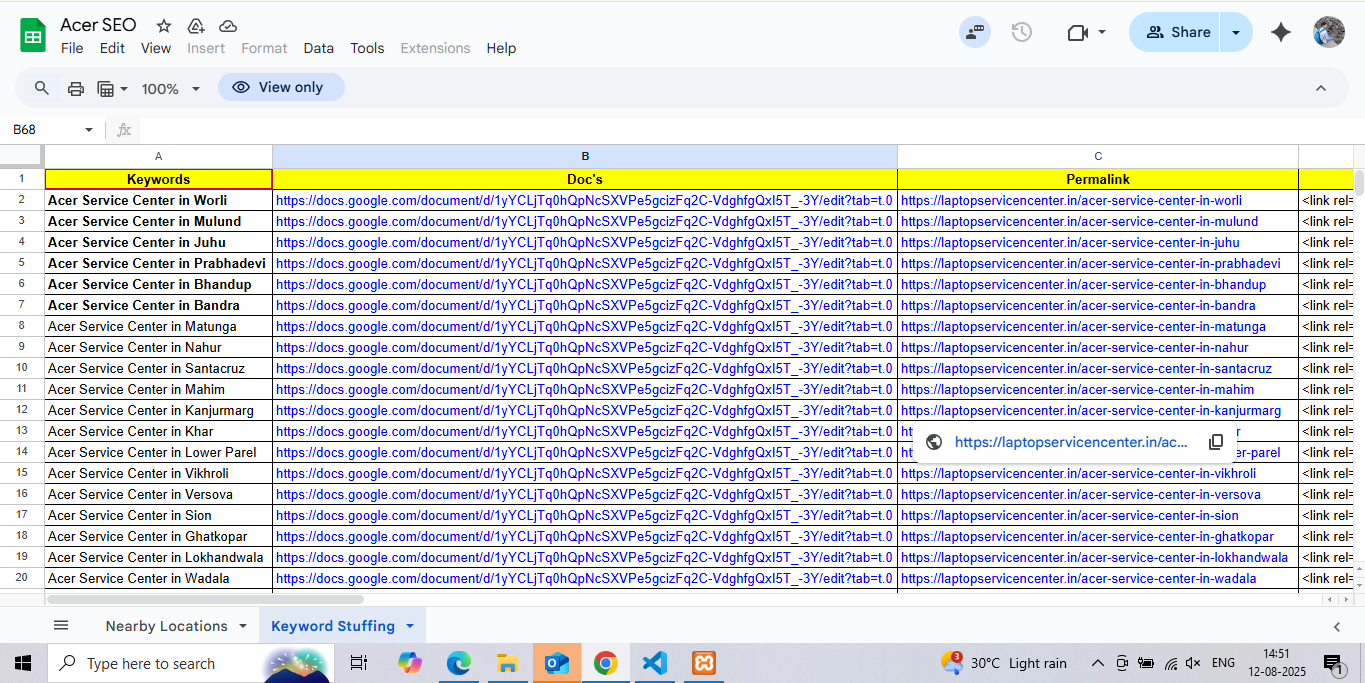 Acer SEO
File Edit View Insert Format Data Tools Extensions Help
Share
100% View only
B68 fx
A B C
1 Keywords Doc's Permalink
2 Acer Service Center in Worli https://docs.google.com/document/d/1yYCLjTq0hQpNcSXVPe5gcizFq2C-VdghfgQxI5T_-3Y/edit?tab=t.0 https://laptopservicencenter.in/acer-service-center-in-worli <link rel=
3 Acer Service Center in Mulund https://docs.google.com/document/d/1yYCLjTq0hQpNcSXVPe5gcizFq2C-VdghfgQxI5T_-3Y/edit?tab=t.0 https://laptopservicencenter.in/acer-service-center-in-mulund <link rel=
4 Acer Service Center in Juhu https://docs.google.com/document/d/1yYCLjTq0hQpNcSXVPe5gcizFq2C-VdghfgQxI5T_-3Y/edit?tab=t.0 https://laptopservicencenter.in/acer-service-center-in-juhu <link rel=
5 Acer Service Center in Prabhadevi https://docs.google.com/document/d/1yYCLjTq0hQpNcSXVPe5gcizFq2C-VdghfgQxI5T_-3Y/edit?tab=t.0 https://laptopservicencenter.in/acer-service-center-in-prabhadevi <link rel=
6 Acer Service Center in Bhandup https://docs.google.com/document/d/1yYCLjTq0hQpNcSXVPe5gcizFq2C-VdghfgQxI5T_-3Y/edit?tab=t.0 https://laptopservicencenter.in/acer-service-center-in-bhandup <link rel=
7 Acer Service Center in Bandra https://docs.google.com/document/d/1yYCLjTq0hQpNcSXVPe5gcizFq2C-VdghfgQxI5T_-3Y/edit?tab=t.0 https://laptopservicencenter.in/acer-service-center-in-bandra <link rel=
8 Acer Service Center in Matunga https://docs.google.com/document/d/1yYCLjTq0hQpNcSXVPe5gcizFq2C-VdghfgQxI5T_-3Y/edit?tab=t.0 https://laptopservicencenter.in/acer-service-center-in-matunga <link rel=
9 Acer Service Center in Nahur https://docs.google.com/document/d/1yYCLjTq0hQpNcSXVPe5gcizFq2C-VdghfgQxI5T_-3Y/edit?tab=t.0 https://laptopservicencenter.in/acer-service-center-in-nahur <link rel=
10 Acer Service Center in Santacruz https://docs.google.com/document/d/1yYCLjTq0hQpNcSXVPe5gcizFq2C-VdghfgQxI5T_-3Y/edit?tab=t.0 https://laptopservicencenter.in/acer-service-center-in-santacruz <link rel=
11 Acer Service Center in Mahim https://docs.google.com/document/d/1yYCLjTq0hQpNcSXVPe5gcizFq2C-VdghfgQxI5T_-3Y/edit?tab=t.0 https://laptopservicencenter.in/acer-service-center-in-mahim <link rel=
12 Acer Service Center in Kanjurmarg https://docs.google.com/document/d/1yYCLjTq0hQpNcSXVPe5gcizFq2C-VdghfgQxI5T_-3Y/edit?tab=t.0 https://laptopservicencenter.in/acer-service-center-in-kanjurmarg <link rel=
13 Acer Service Center in Khar https://docs.google.com/document/d/1yYCLjTq0hQpNcSXVPe5gcizFq2C-VdghfgQxI5T_-3Y/edit?tab=t.0 ht r <link rel=
https://laptopservicencenter.in/ac...
14 Acer Service Center in Lower Parel https://docs.google.com/document/d/1yYCLjTq0hQpNcSXVPe5gcizFq2C-VdghfgQxI5T_-3Y/edit?tab=t.0 ht er-parel <link rel=
15 Acer Service Center in Vikhroli https://docs.google.com/document/d/1yYCLjTq0hQpNcSXVPe5gcizFq2C-VdghfgQxI5T_-3Y/edit?tab=t.0 https://laptopservicencenter.in/acer-service-center-in-vikhroli <link rel=
16 Acer Service Center in Versova https://docs.google.com/document/d/1yYCLjTq0hQpNcSXVPe5gcizFq2C-VdghfgQxI5T_-3Y/edit?tab=t.0 https://laptopservicencenter.in/acer-service-center-in-versova <link rel=
17 Acer Service Center in Sion https://docs.google.com/document/d/1yYCLjTq0hQpNcSXVPe5gcizFq2C-VdghfgQxI5T_-3Y/edit?tab=t.0 https://laptopservicencenter.in/acer-service-center-in-sion <link rel=
18 Acer Service Center in Ghatkopar https://docs.google.com/document/d/1yYCLjTq0hQpNcSXVPe5gcizFq2C-VdghfgQxI5T_-3Y/edit?tab=t.0 https://laptopservicencenter.in/acer-service-center-in-ghatkopar <link rel=
19 Acer Service Center in Lokhandwala https://docs.google.com/document/d/1yYCLjTq0hQpNcSXVPe5gcizFq2C-VdghfgQxI5T_-3Y/edit?tab=t.0 https://laptopservicencenter.in/acer-service-center-in-lokhandwala <link rel=
20 Acer Service Center in Wadala https://docs.google.com/document/d/1yYCLjTq0hQpNcSXVPe5gcizFq2C-VdghfgQxI5T_-3Y/edit?tab=t.0 https://laptopservicencenter.in/acer-service-center-in-wadala <link rel=
Nearby Locations Keyword Stuffing
Type here to search 3 30°C Light rain ENG 14:51 1
12-08-2025